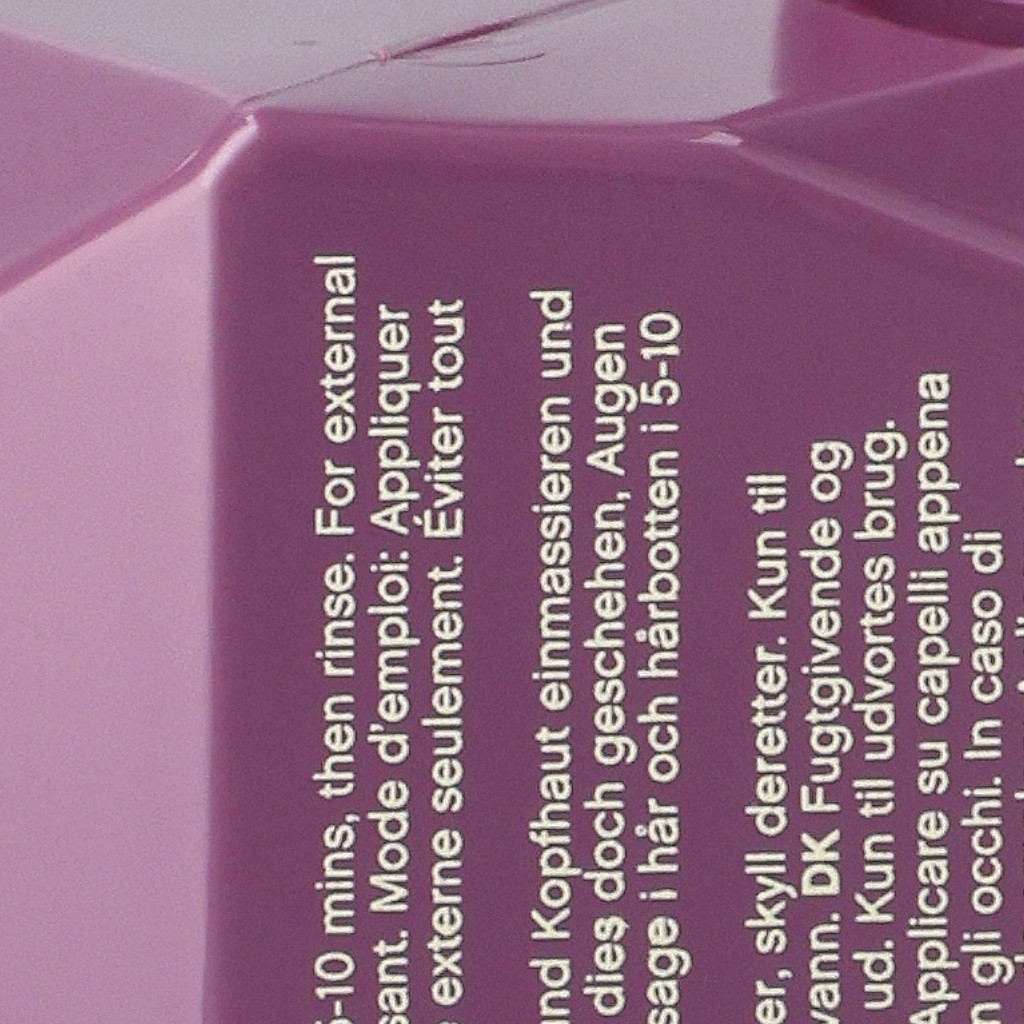 5-10 mins, then rinse. For external
sant. Mode d'emploi: Appliquer
externe seulement. Éviter tout
und Kopfhaut einmassieren und
dies doch geschehen, Augen
sage i hår och hårbotten i 5-10
er, skyll deretter. Kun til
vann. DK Fugtgivende og
ud. Kun til udvortes brug.
Applicare su capelli appena
n gli occhi. In caso di